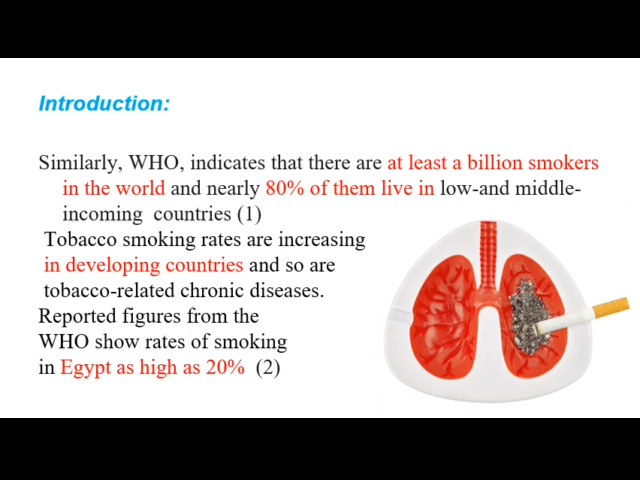 Introduction:
Similarly, WHO, indicates that there are at least a billion smokers
in the world and nearly 80% of them live in low-and middle-
incoming countries (1)
Tobacco smoking rates are increasing
in developing countries and so are
tobacco-related chronic diseases.
Reported figures from the
WHO show rates of smoking
in Egypt as high as 20% (2)